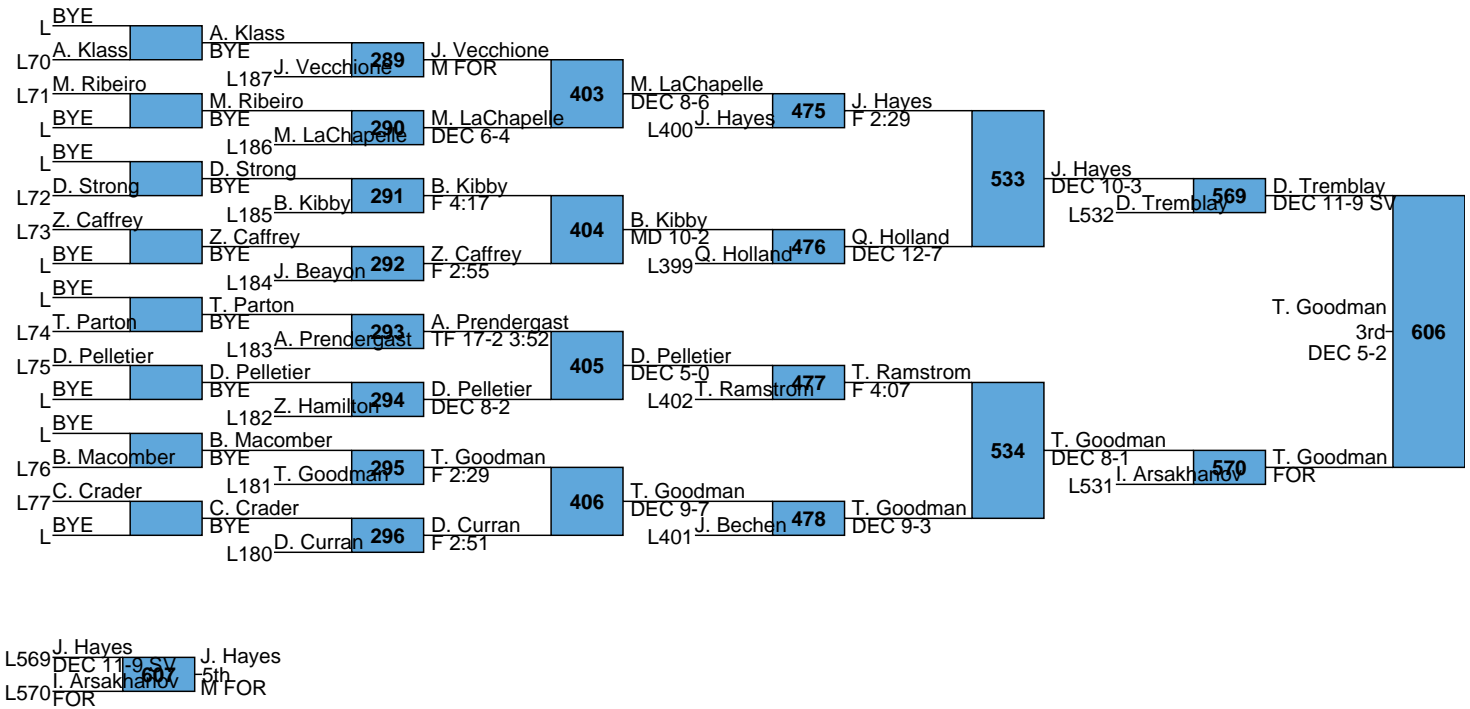 L BYE
L70 A. Klass
A. Klass
BYE
L187 J. Vecchione
289
J. Vecchione
M FOR
L71 M. Ribeiro
L BYE
M. Ribeiro
BYE
L186 M. LaChapelle
290
M. LaChapelle
DEC 6-4
403
M. LaChapelle
DEC 8-6
L400 J. Hayes
475
J. Hayes
F 2:29
L BYE
L72 D. Strong
D. Strong
BYE
L185 B. Kibby
291
B. Kibby
F 4:17
L73 Z. Caffrey
L BYE
Z. Caffrey
BYE
L184 J. Beayon
292
Z. Caffrey
F 2:55
404
B. Kibby
MD 10-2
L399 Q. Holland
476
Q. Holland
DEC 12-7
533
J. Hayes
DEC 10-3
L532 D. Tremblay
569
D. Tremblay
DEC 11-9 SV
L BYE
L74 T. Parton
T. Parton
BYE
L183 A. Prendergast
293
A. Prendergast
TF 17-2 3:52
L75 D. Pelletier
L BYE
D. Pelletier
BYE
L182 Z. Hamilton
294
D. Pelletier
DEC 8-2
405
D. Pelletier
DEC 5-0
L402 T. Ramstrom
477
T. Ramstrom
F 4:07
L BYE
L76 B. Macomber
B. Macomber
BYE
L181 T. Goodman
295
T. Goodman
F 2:29
L77 C. Crader
L BYE
C. Crader
BYE
L180 D. Curran
296
D. Curran
F 2:51
406
T. Goodman
DEC 9-7
L401 J. Bechen
478
T. Goodman
DEC 9-3
534
T. Goodman
DEC 8-1
L531 I. Arsakhanov
570
T. Goodman
FOR
606
T. Goodman
3rd
DEC 5-2
L569 J. Hayes
DEC 11-9 SV
L570 I. Arsakhanov
FOR
607
J. Hayes
5th
M FOR